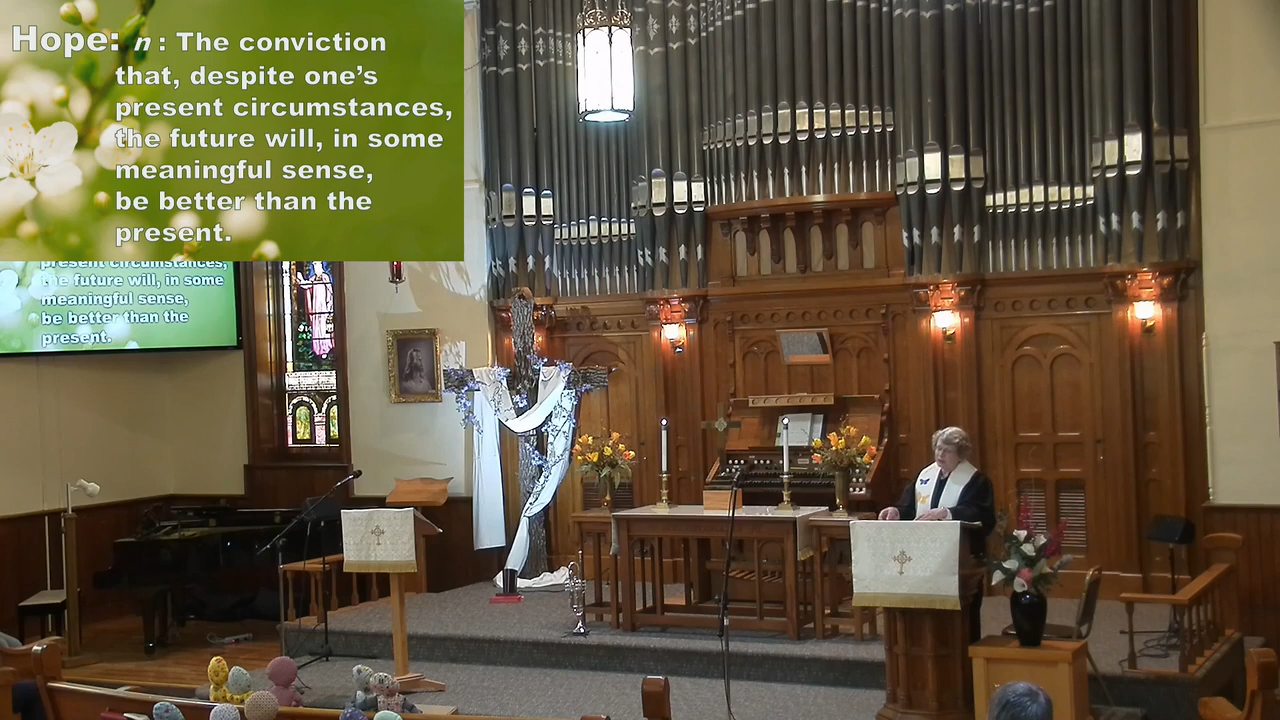 Hope: n : The conviction
that, despite one's
present circumstances,
the future will, in some
meaningful sense,
be better than the
present.
present circumstances,
the future will, in some
meaningful sense,
be better than the
present.